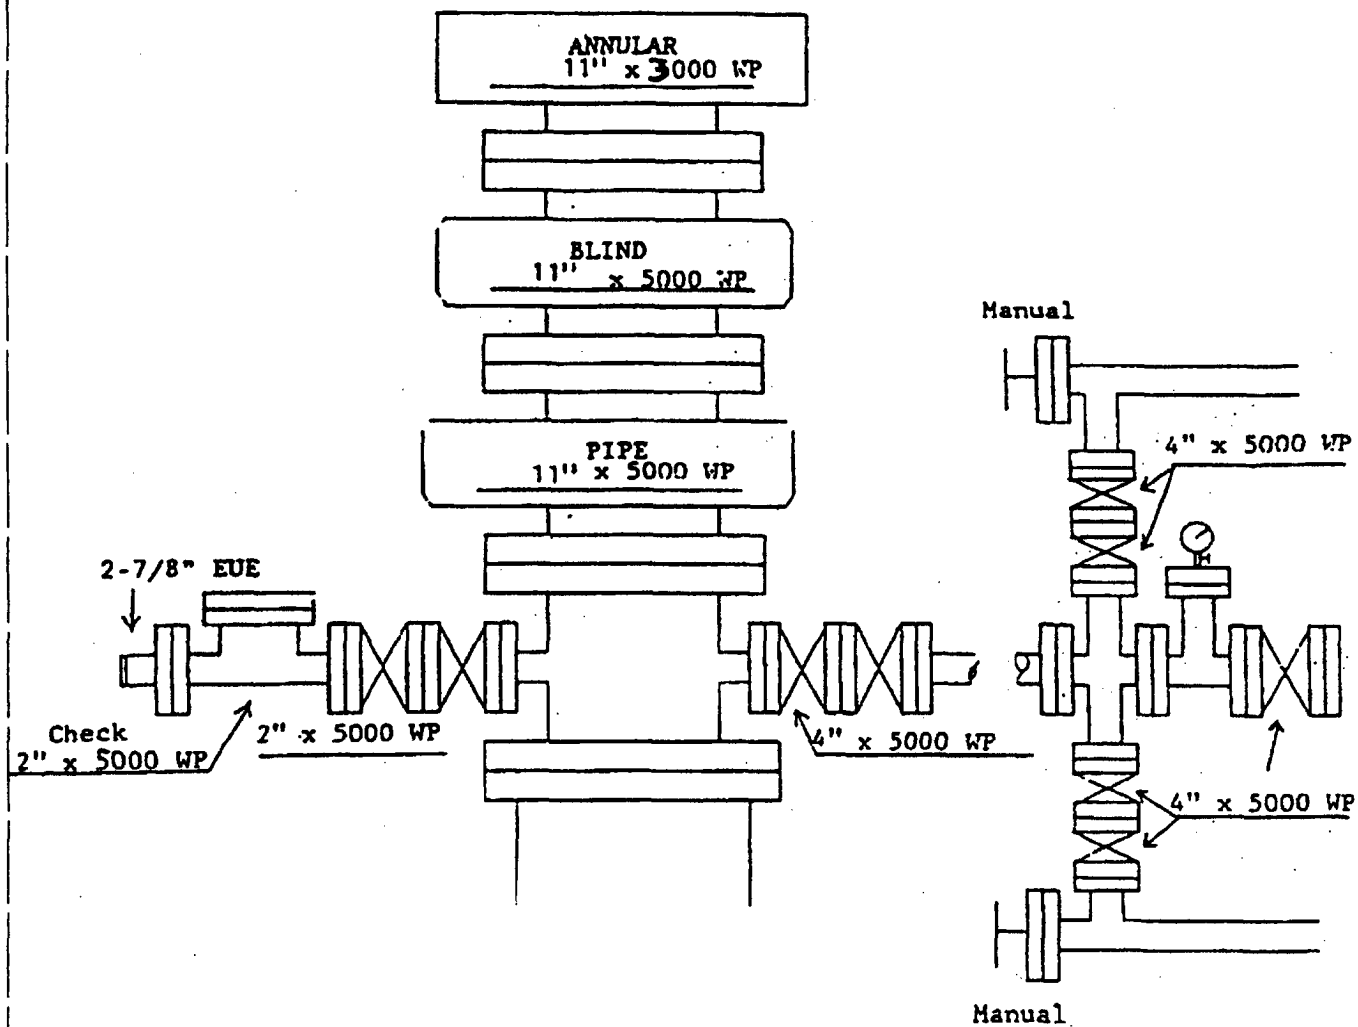 ANNULAR
11" x 3000 WP
BLIND
11" x 5000 WP
PIPE
11" x 5000 WP
Manual
4" x 5000 WP
2-7/8" EUE
Check
2" x 5000 WP
2" x 5000 WP
4" x 5000 WP
4" x 5000 WP
Manual